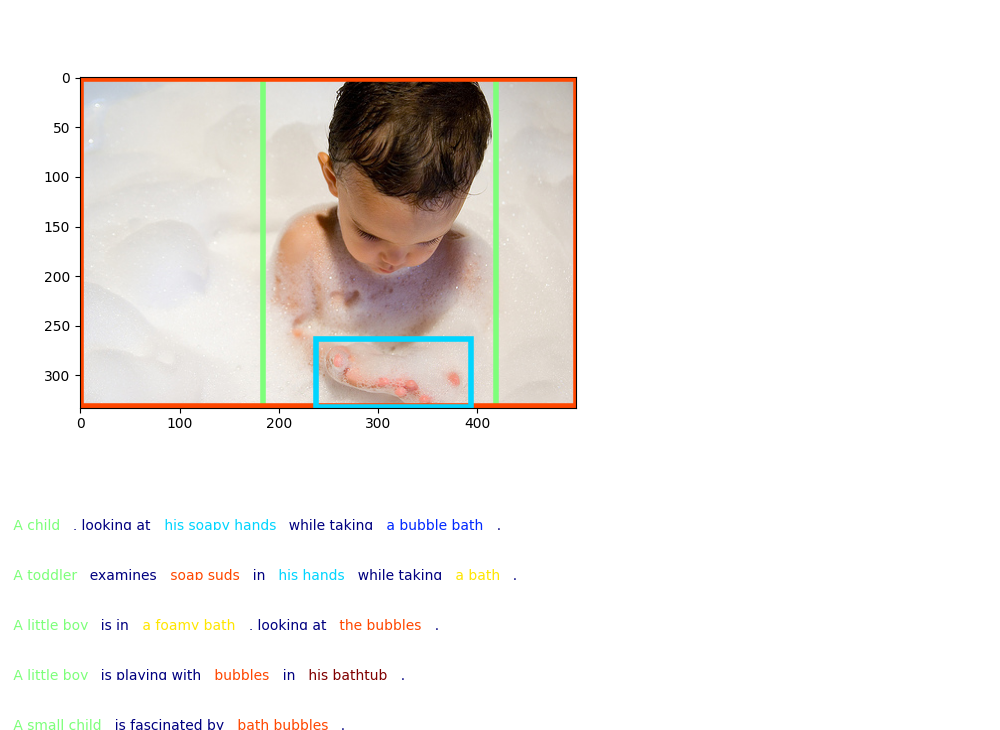 0
50
100
150
200
250
300
0 100 200 300 400
A child , looking at his soapy hands while taking a bubble bath .
A toddler examines soap suds in his hands while taking a bath .
A little boy is in a foamy bath , looking at the bubbles .
A little boy is playing with bubbles in his bathtub .
A small child is fascinated by bath bubbles .